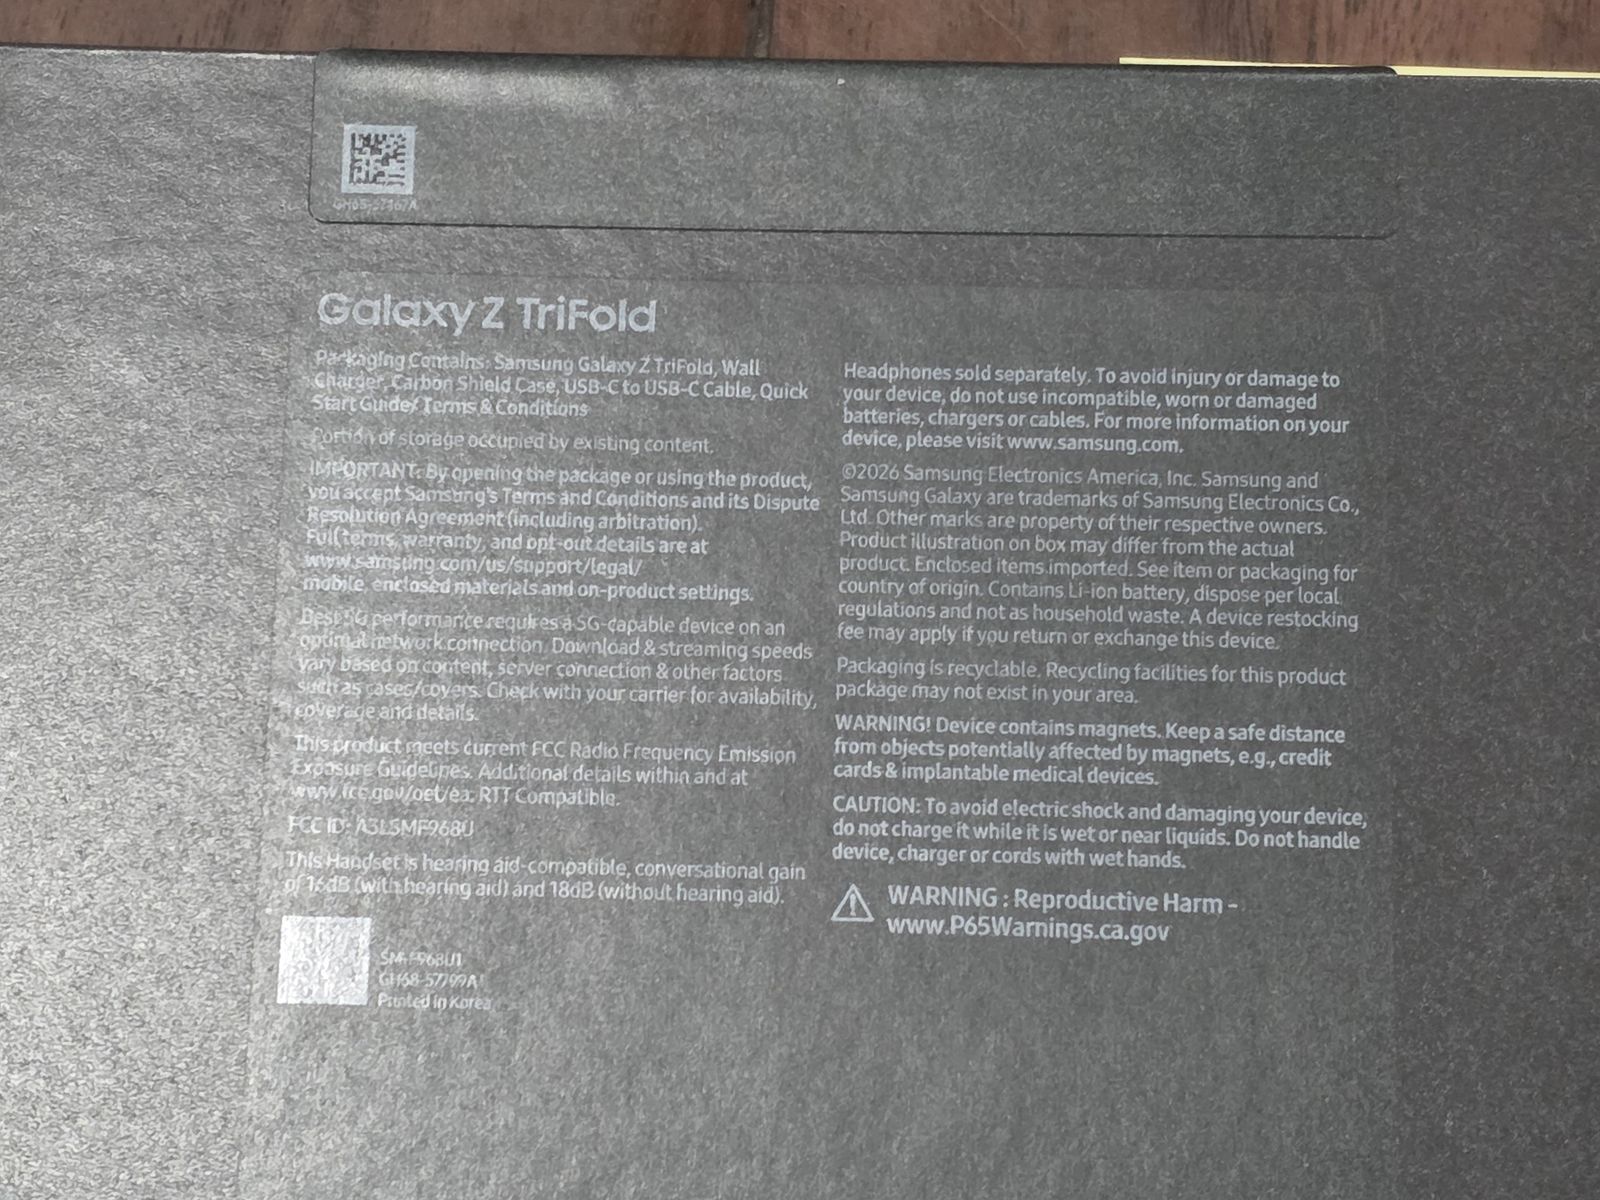 Galaxy Z TriFold
Packaging Contains: Samsung Galaxy Z TriFold, Wall
Charger, Carbon Shield Case, USB-C to USB-C Cable, Quick
Start Guide/ Terms & Conditions
Portion of storage occupied by existing content.
IMPORTANT: By opening the package or using the product,
you accept Samsung's Terms and Conditions and its Dispute
Resolution Agreement (including arbitration).
Full terms, warranty, and opt-out details are at
www.samsung.com/us/support/legal/
mobile, enclosed materials and on-product settings.
Best 5G performance requires a 5G-capable device on an
optimal network connection. Download & streaming speeds
vary based on content, server connection & other factors
such as cases/covers. Check with your carrier for availability,
coverage and details.
This product meets current FCC Radio Frequency Emission
Exposure Guidelines. Additional details within and at
www.fcc.gov/oet/ea. RTT Compatible.
FCC ID: A3LSMF968U
This Handset is hearing aid-compatible, conversational gain
of 16dB (with hearing aid) and 18dB (without hearing aid).
SM-F968U1
GH68-57799A
Printed in Korea
Headphones sold separately. To avoid injury or damage to
your device, do not use incompatible, worn or damaged
batteries, chargers or cables. For more information on your
device, please visit www.samsung.com.
©2026 Samsung Electronics America, Inc. Samsung and
Samsung Galaxy are trademarks of Samsung Electronics Co.,
Ltd. Other marks are property of their respective owners.
Product illustration on box may differ from the actual
product. Enclosed items imported. See item or packaging for
country of origin. Contains Li-ion battery, dispose per local
regulations and not as household waste. A device restocking
fee may apply if you return or exchange this device.
Packaging is recyclable. Recycling facilities for this product
package may not exist in your area.
WARNING! Device contains magnets. Keep a safe distance
from objects potentially affected by magnets, e.g., credit
cards & implantable medical devices.
CAUTION: To avoid electric shock and damaging your device,
do not charge it while it is wet or near liquids. Do not handle
device, charger or cords with wet hands.
WARNING : Reproductive Harm -
www.P65Warnings.ca.gov